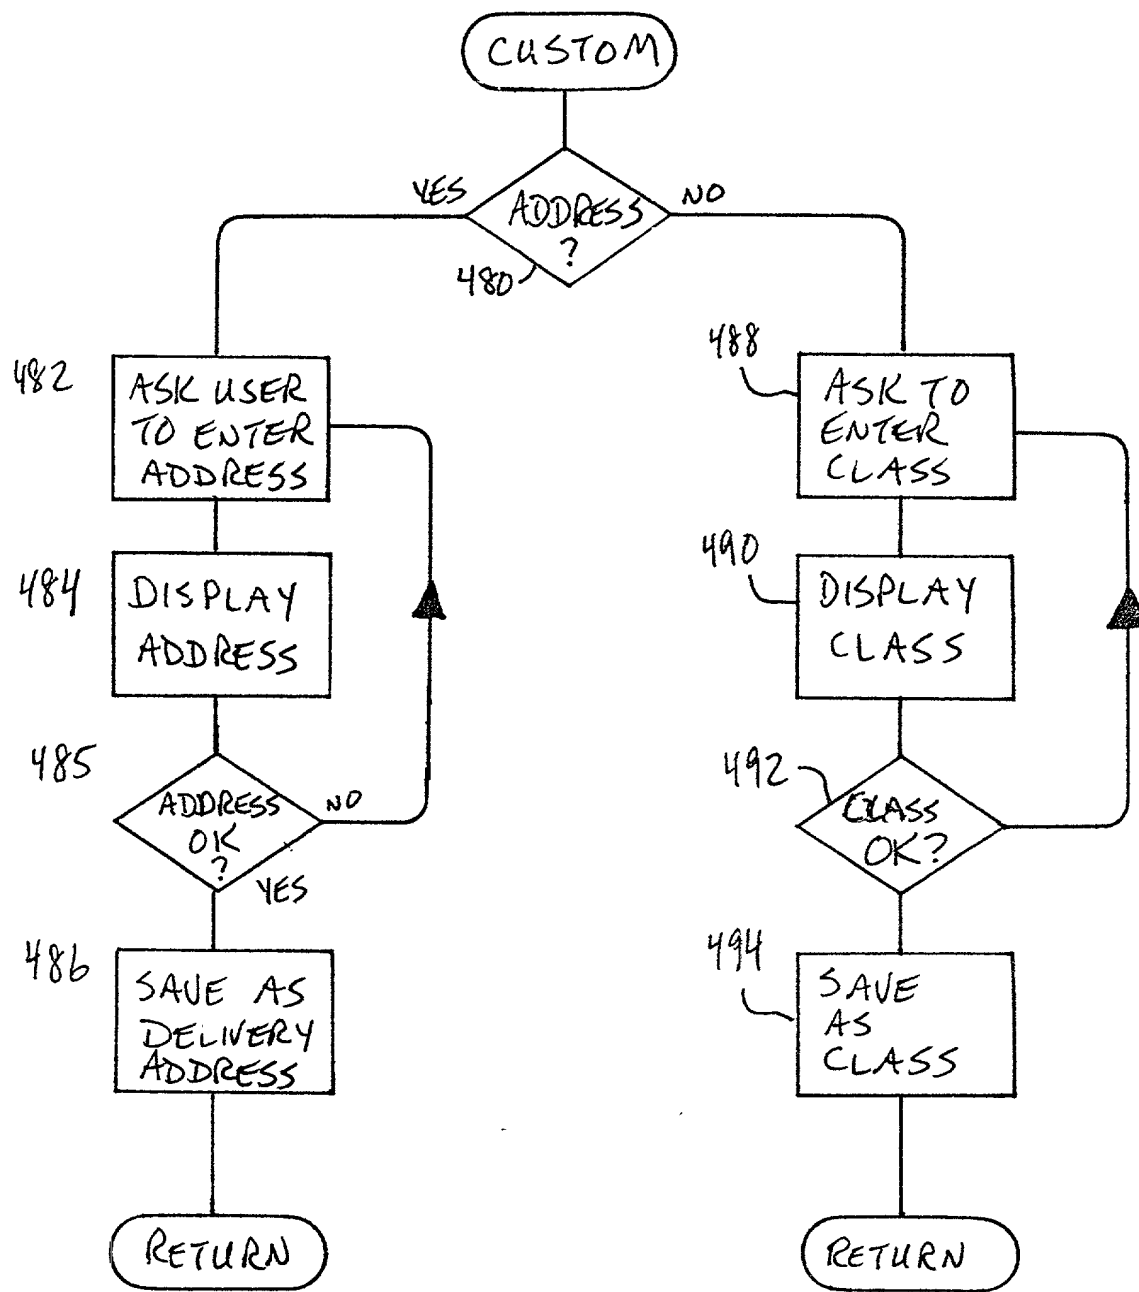 CUSTOM
YES
ADDRESS
?
NO
480
482
ASK USER
TO ENTER
ADDRESS
484
DISPLAY
ADDRESS
485
ADDRESS
OK
?
NO
YES
486
SAVE AS
DELIVERY
ADDRESS
RETURN
488
ASK TO
ENTER
CLASS
490
DISPLAY
CLASS
492
CLASS
OK?
494
SAVE
AS
CLASS
RETURN